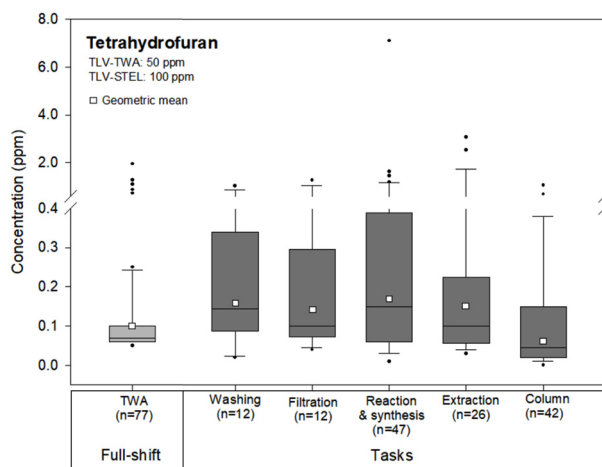 Tetrahydrofuran
TLV-TWA: 50 ppm
TLV-STEL: 100 ppm
Geometric mean
Concentration (ppm)
8.0
6.0
4.0
2.0
0.4
0.3
0.2
0.1
0.0
TWA
(n=77)
Washing
(n=12)
Filtration
(n=12)
Reaction
& synthesis
(n=47)
Extraction
(n=26)
Column
(n=42)
Full-shift
Tasks